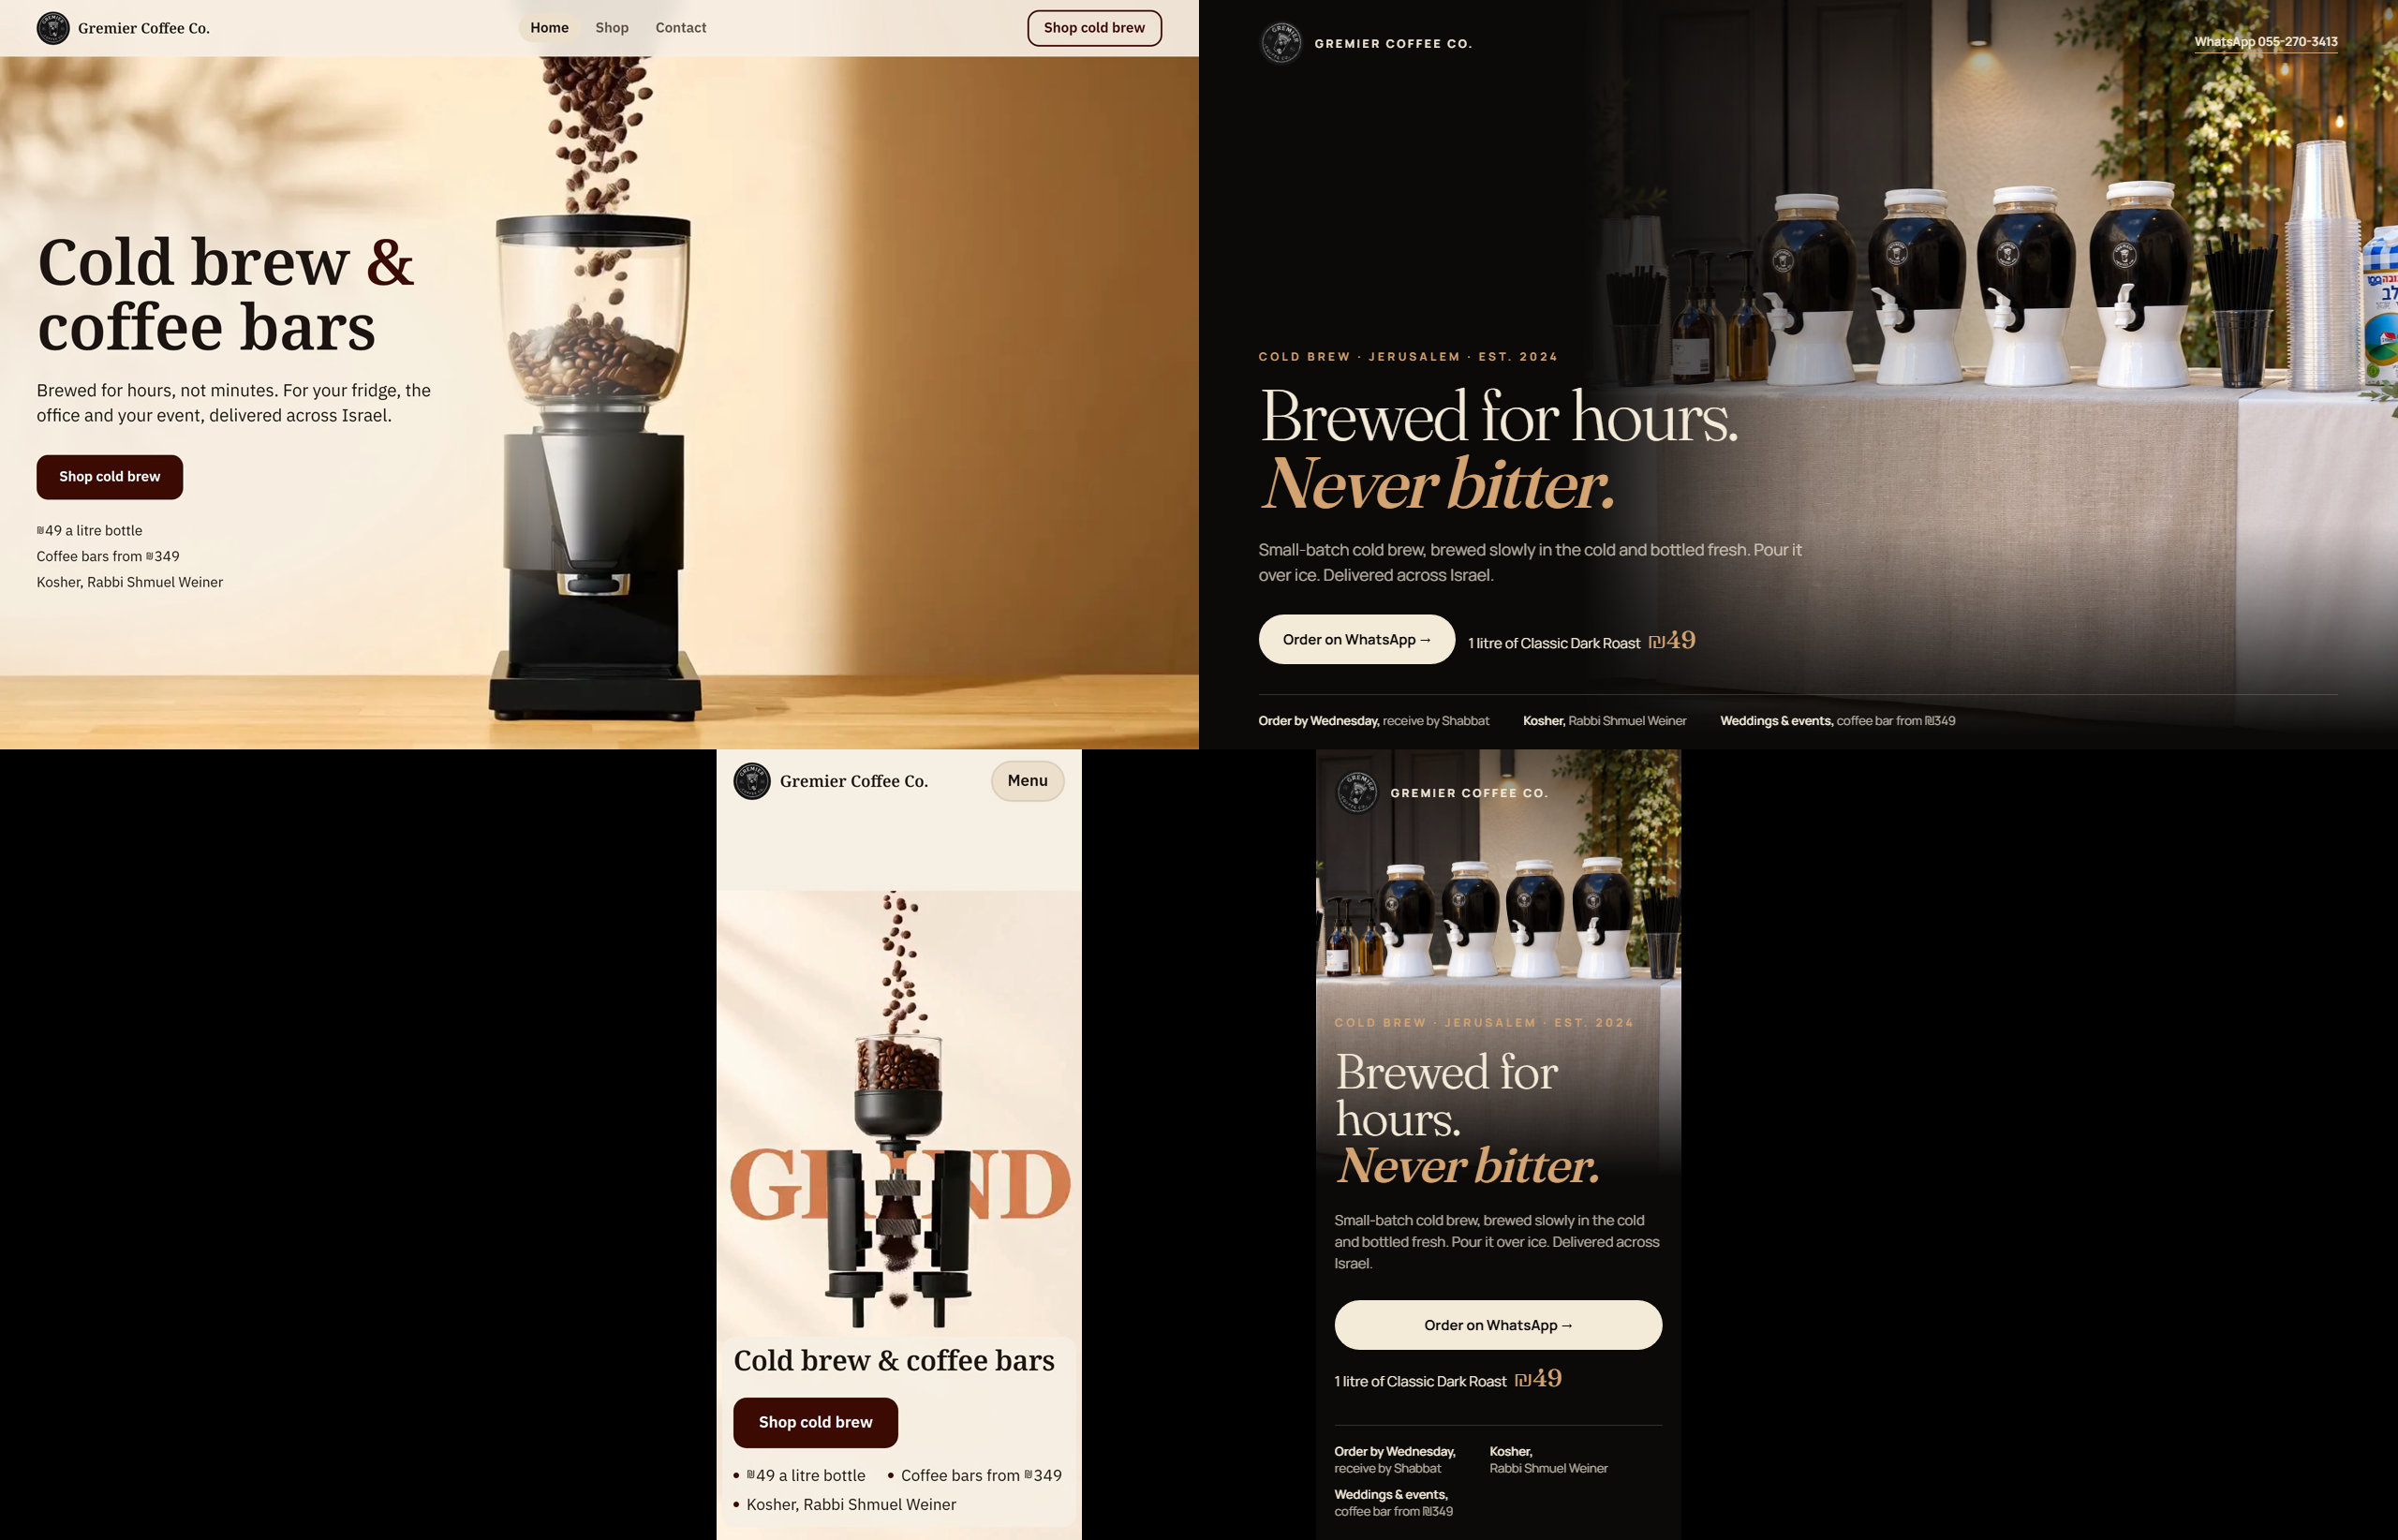 Gremier Coffee Co.
Home
Shop
Contact
Shop cold brew
Cold brew &
coffee bars
Brewed for hours, not minutes. For your fridge, the
office and your event, delivered across Israel.
Shop cold brew
₪49 a litre bottle
Coffee bars from ₪349
Kosher, Rabbi Shmuel Weiner
GREMIER COFFEE CO.
WhatsApp 055-270-3413
COLD BREW · JERUSALEM · EST. 2024
Brewed for hours.
Never bitter.
Small-batch cold brew, brewed slowly in the cold and bottled fresh. Pour it
over ice. Delivered across Israel.
Order on WhatsApp →
1 litre of Classic Dark Roast ₪49
Order by Wednesday, receive by Shabbat
Kosher, Rabbi Shmuel Weiner
Weddings & events, coffee bar from ₪349
Gremier Coffee Co.
Menu
Cold brew & coffee bars
Shop cold brew
• ₪49 a litre bottle
• Coffee bars from ₪349
• Kosher, Rabbi Shmuel Weiner
GREMIER COFFEE CO.
COLD BREW · JERUSALEM · EST. 2024
Brewed for
hours.
Never bitter.
Small-batch cold brew, brewed slowly in the cold
and bottled fresh. Pour it over ice. Delivered across
Israel.
Order on WhatsApp →
1 litre of Classic Dark Roast ₪49
Order by Wednesday,
receive by Shabbat
Kosher,
Rabbi Shmuel Weiner
Weddings & events,
coffee bar from ₪349